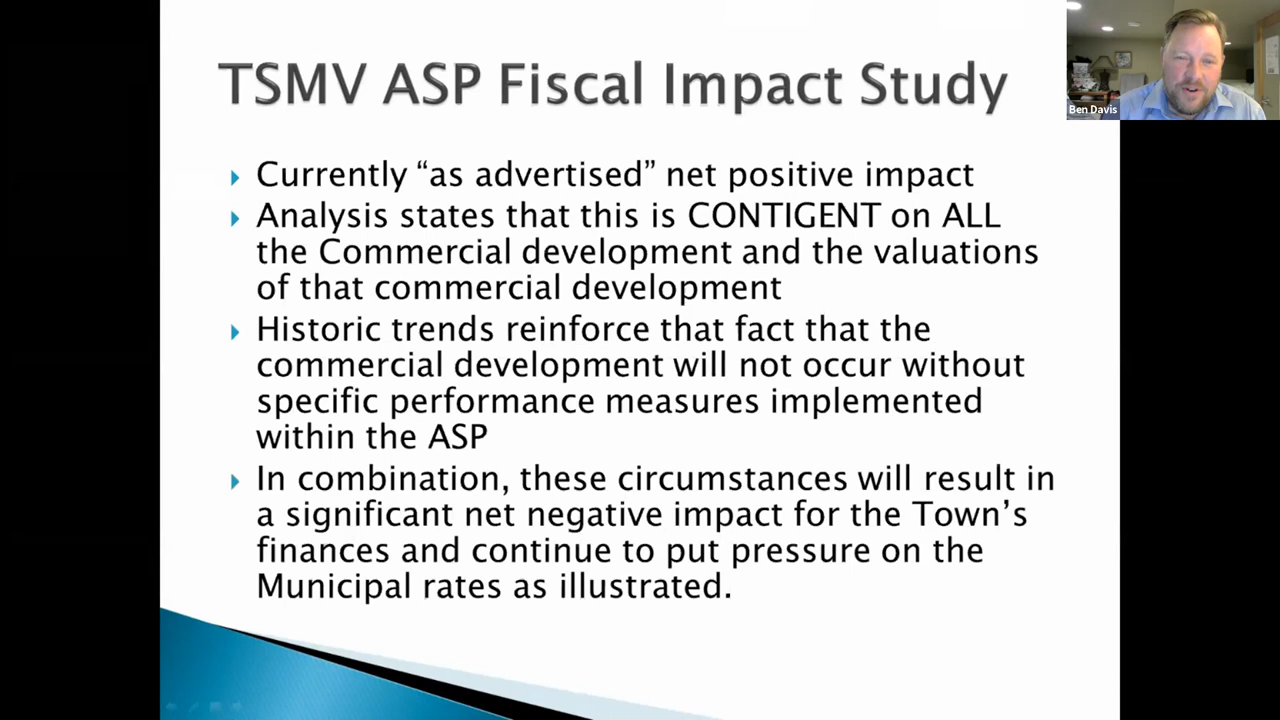 TSMV ASP Fiscal Impact Study
Ben Davis
Currently “as advertised” net positive impact
Analysis states that this is CONTIGENT on ALL
the Commercial development and the valuations
of that commercial development
Historic trends reinforce that fact that the
commercial development will not occur without
specific performance measures implemented
within the ASP
In combination, these circumstances will result in
a significant net negative impact for the Town’s
finances and continue to put pressure on the
Municipal rates as illustrated.